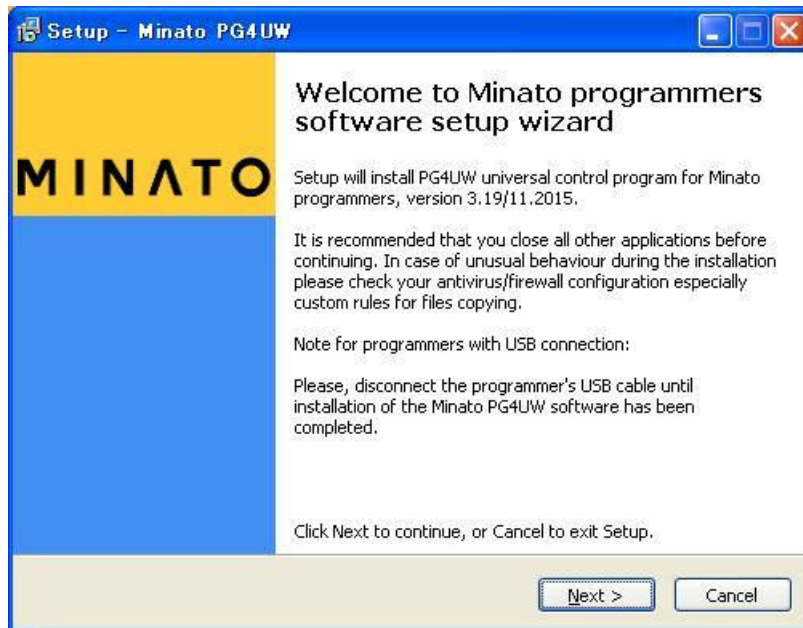 Setup - Minato PG4UW
MINATO
Welcome to Minato programmers
software setup wizard
Setup will install PG4UW universal control program for Minato
programmers, version 3.19/11.2015.
It is recommended that you close all other applications before
continuing. In case of unusual behaviour during the installation
please check your antivirus/firewall configuration especially
custom rules for files copying.
Note for programmers with USB connection:
Please, disconnect the programmer's USB cable until
installation of the Minato PG4UW software has been
completed.
Click Next to continue, or Cancel to exit Setup.
Next >
Cancel